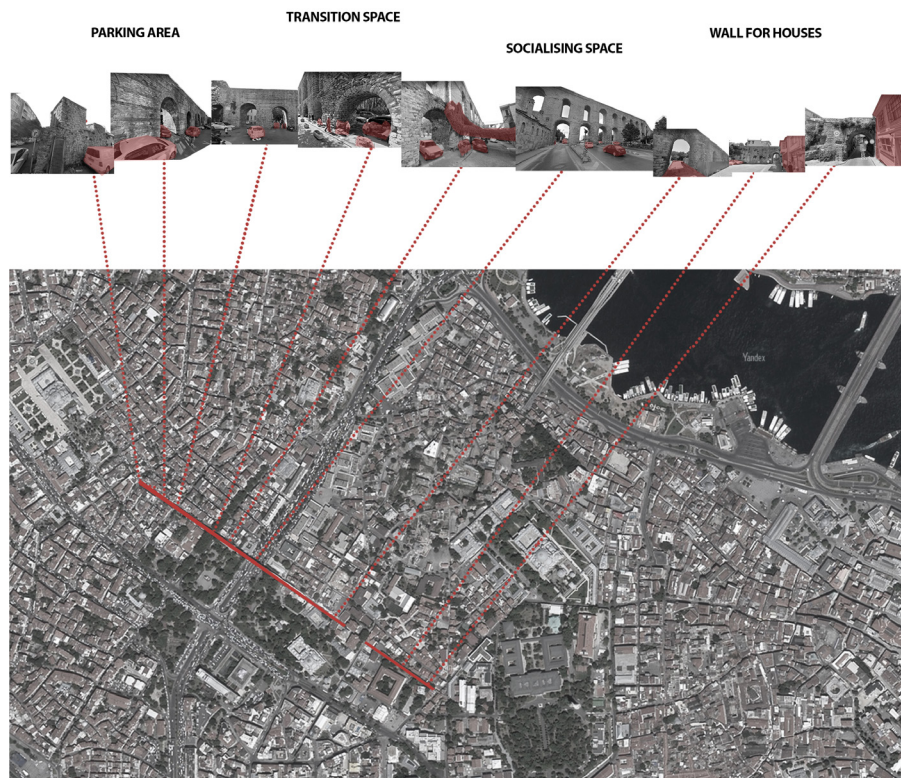 TRANSITION SPACE
PARKING AREA
WALL FOR HOUSES
SOCIALISING SPACE
Yandex